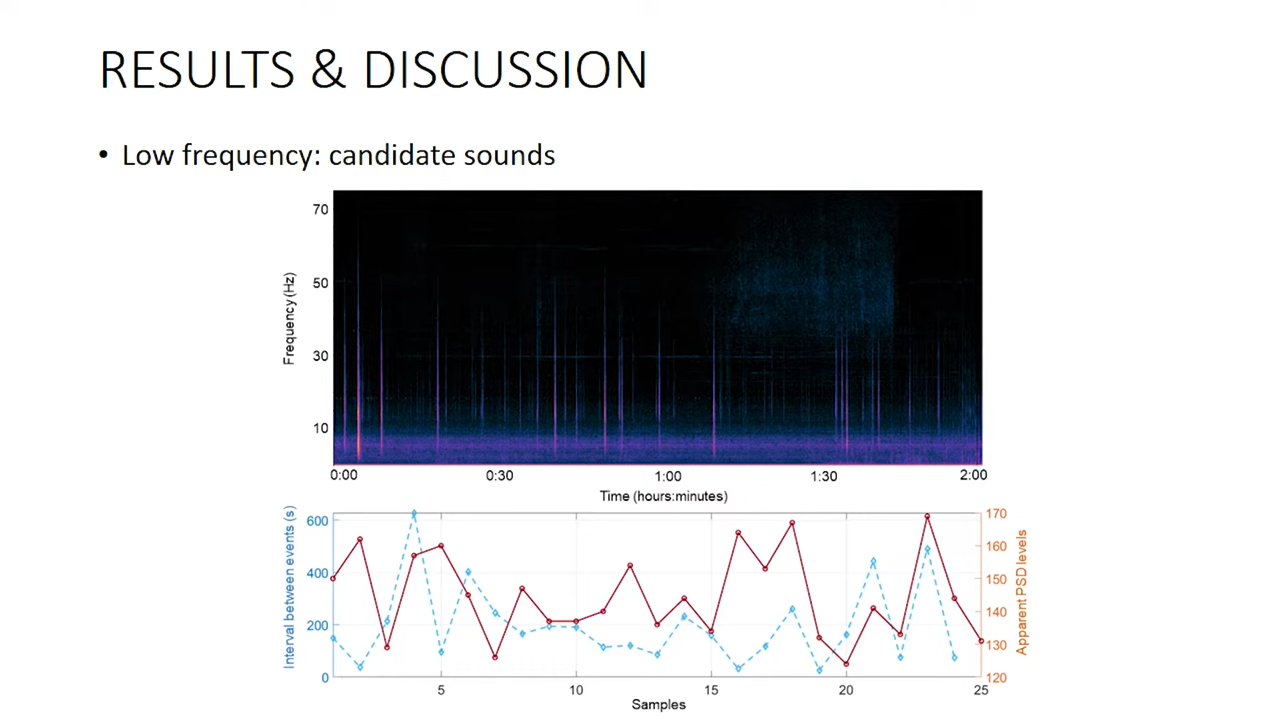 RESULTS & DISCUSSION
• Low frequency: candidate sounds
70
50
30
10
Frequency (Hz)
0:00 0:30 1:00 1:30 2:00
Time (hours:minutes)
600
400
200
0
Interval between events (s)
170
160
150
140
130
120
Apparent PSD levels
5 10 15 20 25
Samples